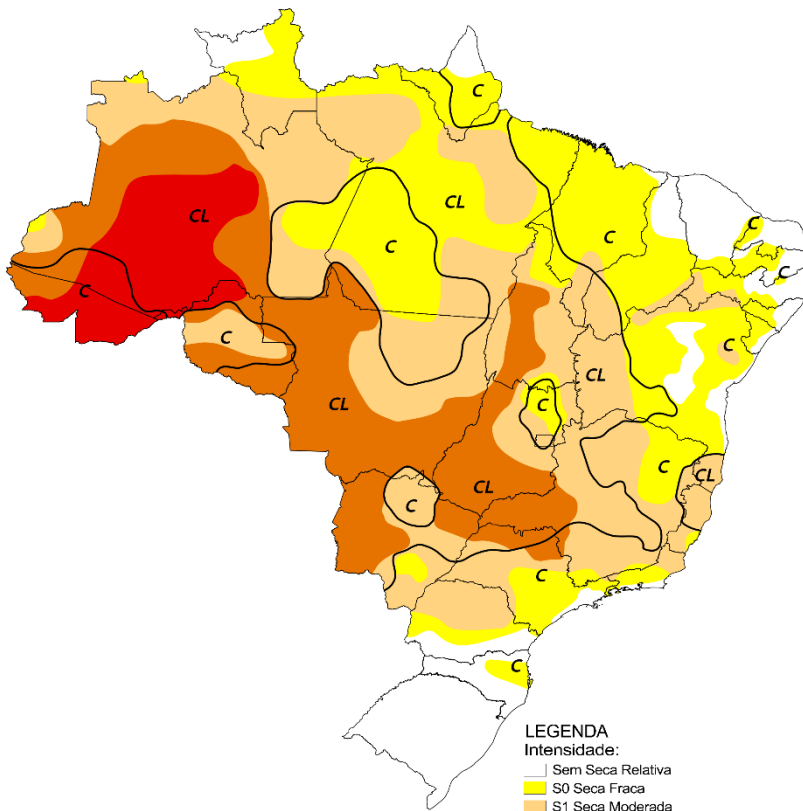 C
C
CL
CL
C
C
C
C
C
C
CL
CL
C
C
CL
CL
C
C
C
LEGENDA
Intensidade:
Sem Seca Relativa
S0 Seca Fraca
S1 Seca Moderada